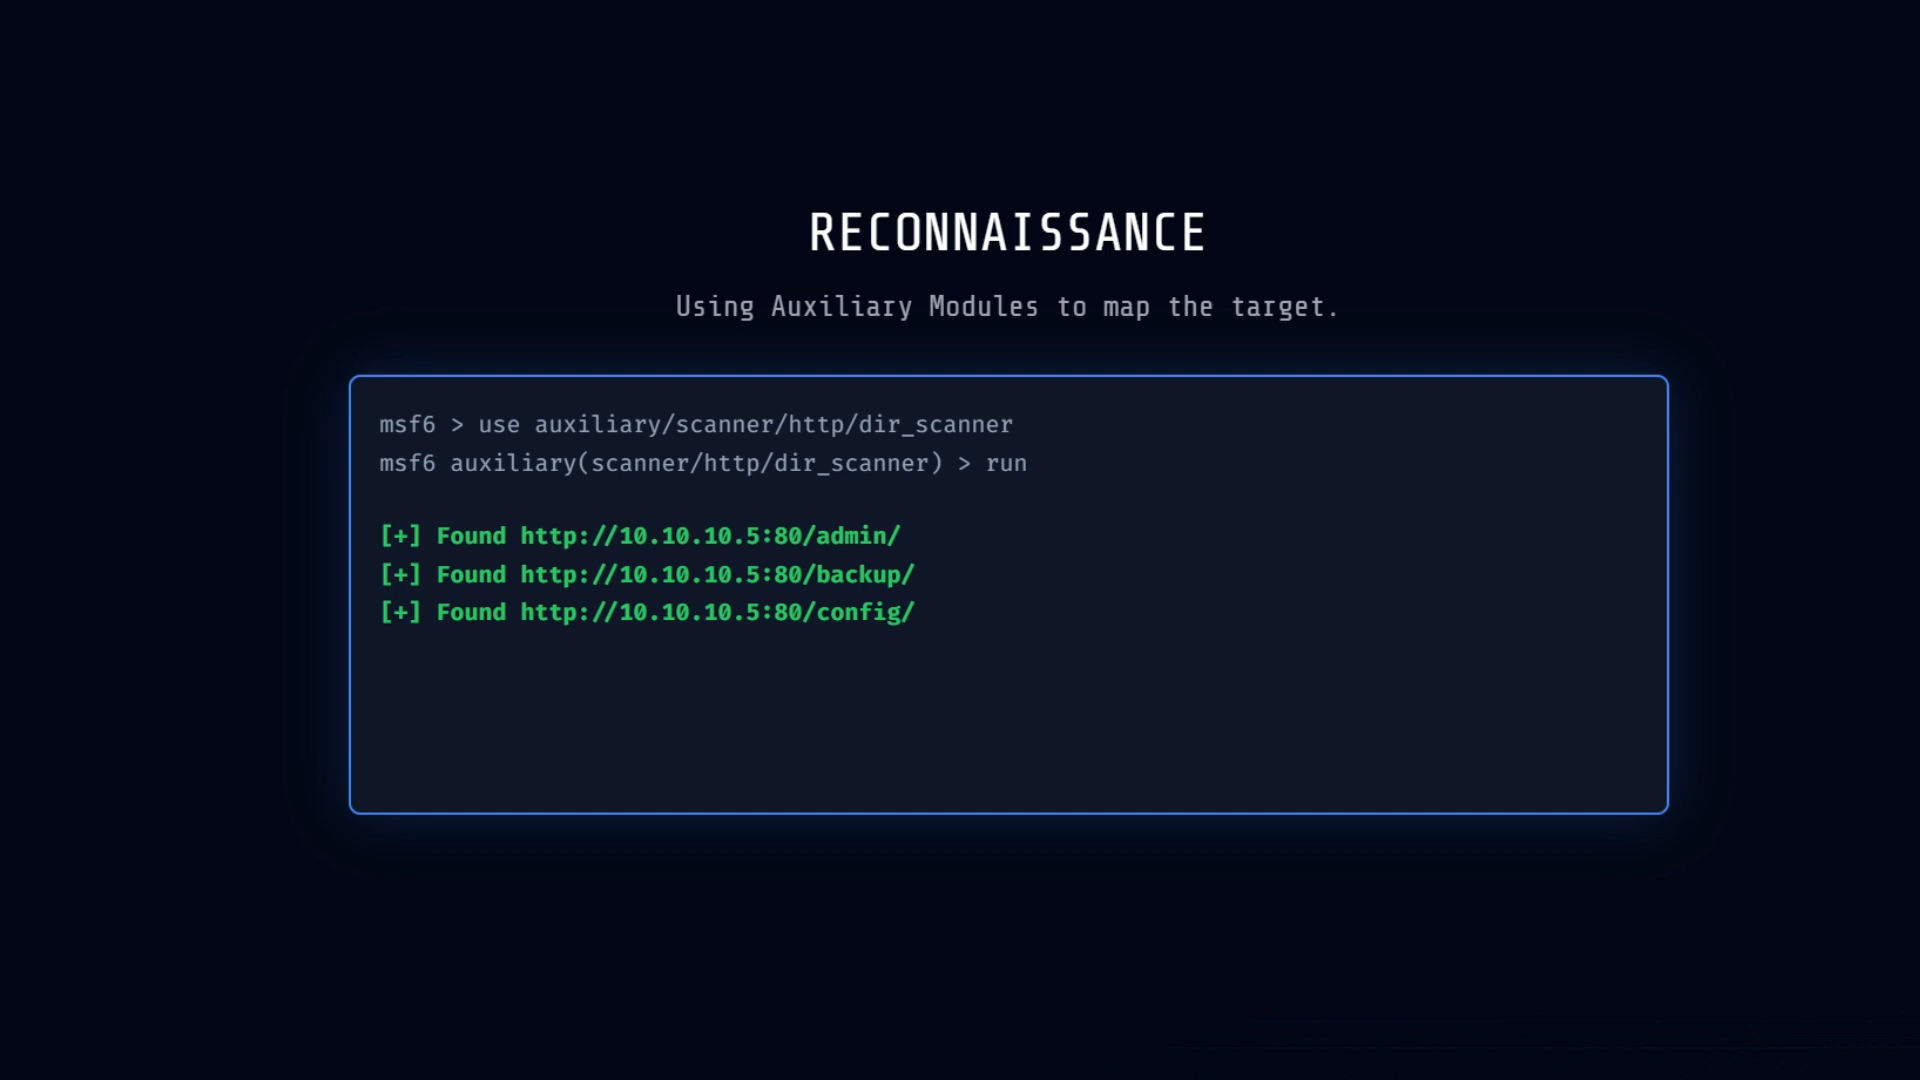 RECONNAISSANCE
Using Auxiliary Modules to map the target.
msf6 > use auxiliary/scanner/http/dir_scanner
msf6 auxiliary(scanner/http/dir_scanner) > run
[+] Found http://10.10.10.5:80/admin/
[+] Found http://10.10.10.5:80/backup/
[+] Found http://10.10.10.5:80/config/